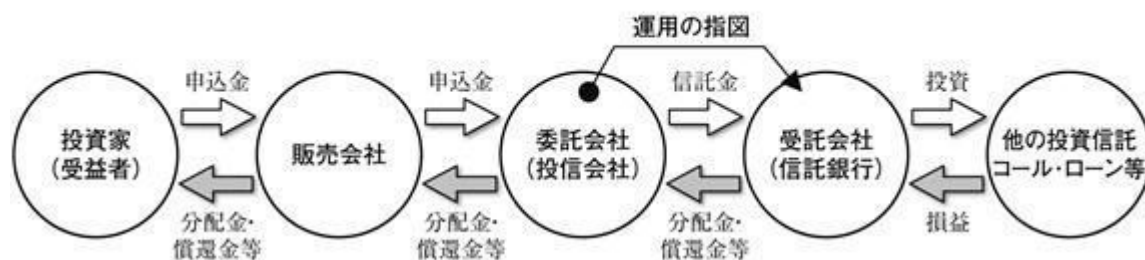 運用の指図
申込金
申込金
信託金
投資
投資家
(受益者)
販売会社
委託会社
(投信会社)
受託会社
(信託銀行)
他の投資信託
コール・ローン等
分配金・
償還金等
分配金・
償還金等
分配金・
償還金等
損益